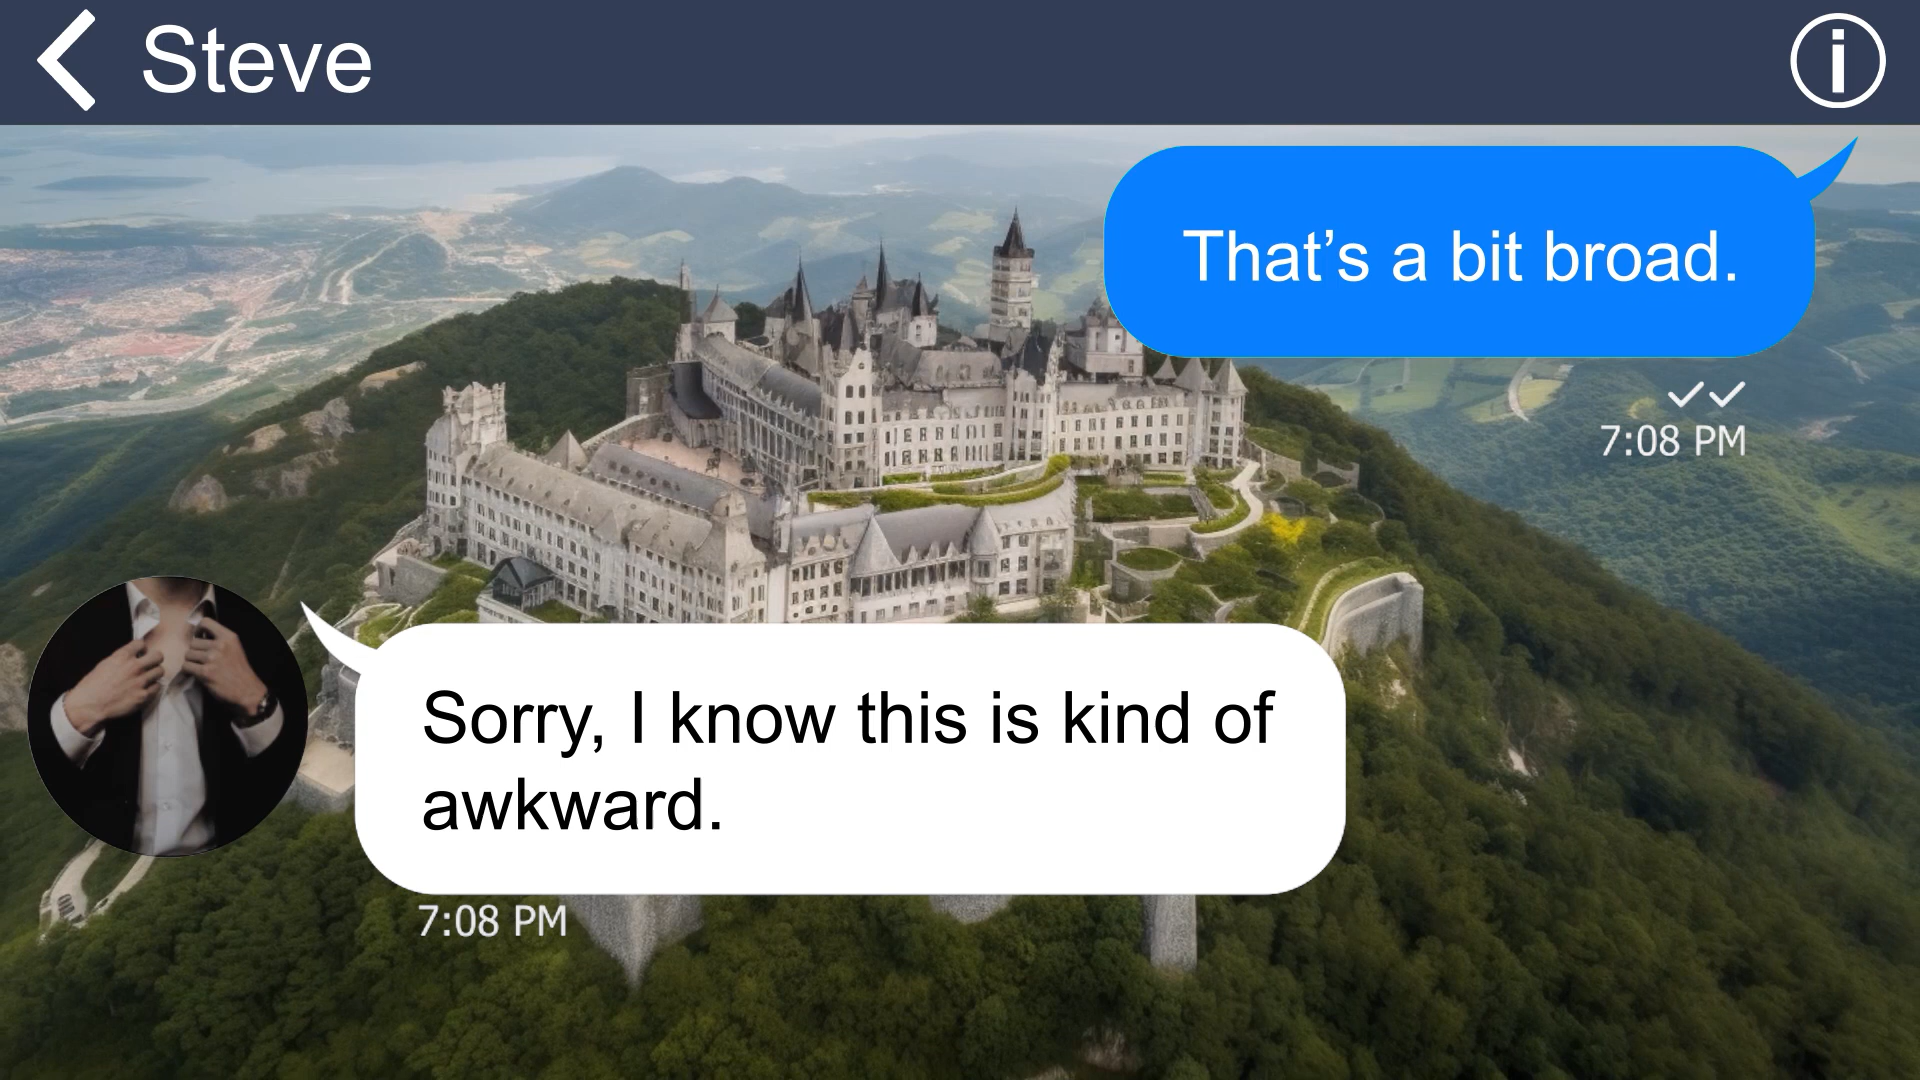 Steve
That’s a bit broad.
7:08 PM
Sorry, I know this is kind of
awkward.
7:08 PM